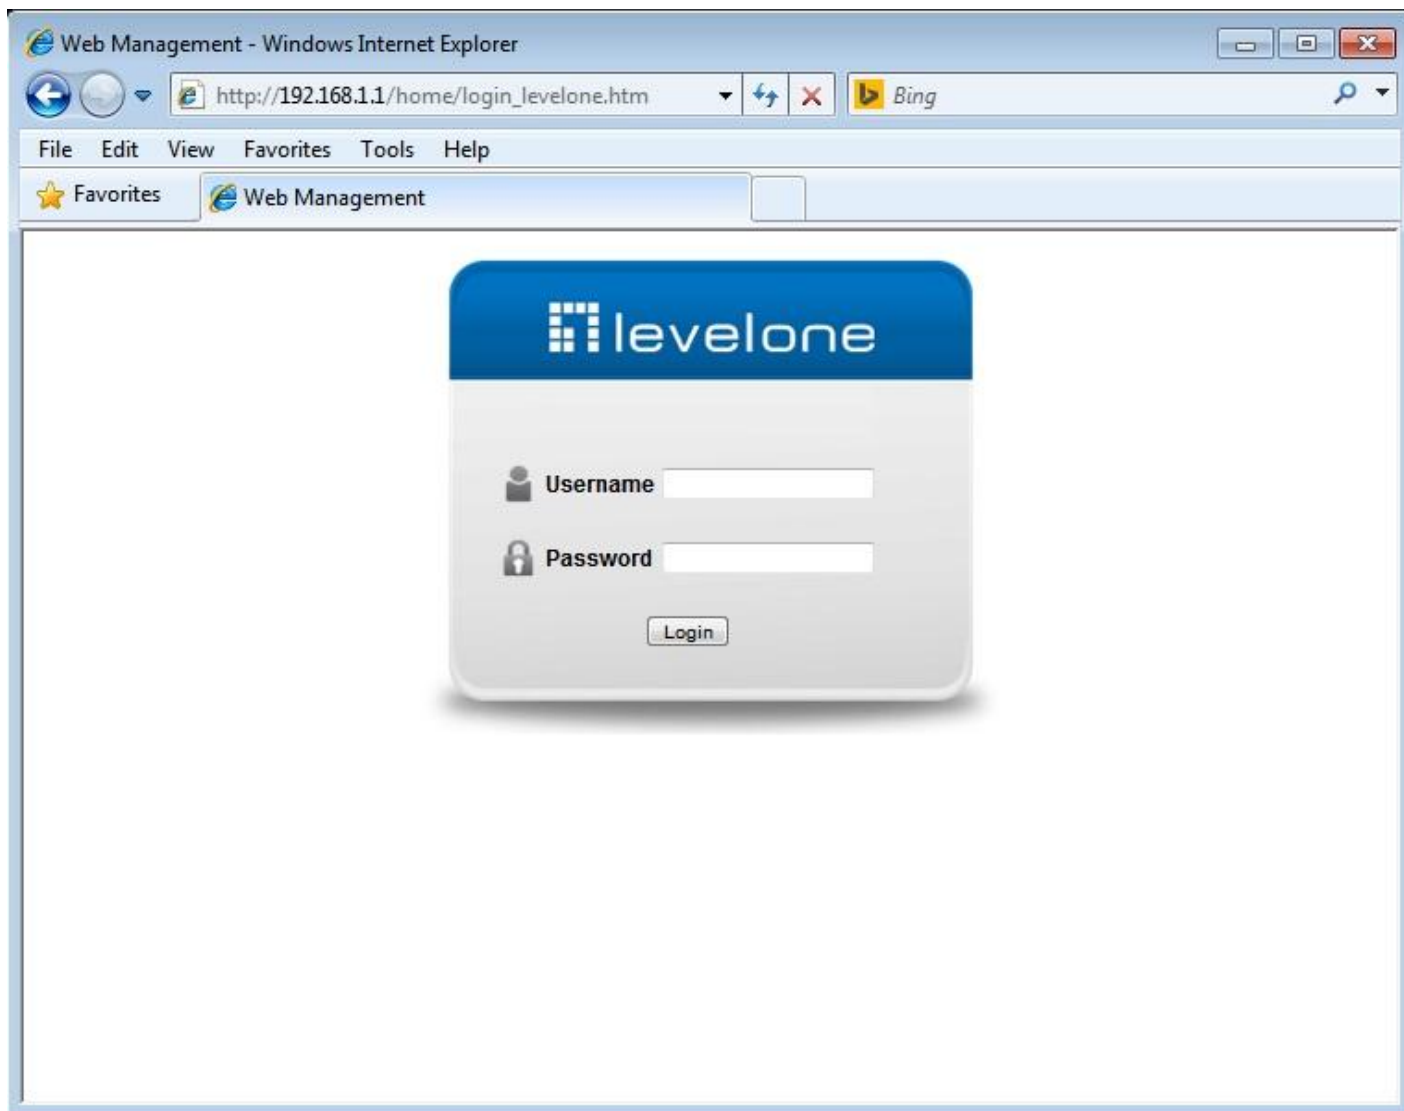 Web Management - Windows Internet Explorer
http://192.168.1.1/home/login_levelone.htm Bing
File Edit View Favorites Tools Help
Favorites Web Management
levelone
Username
Password
Login